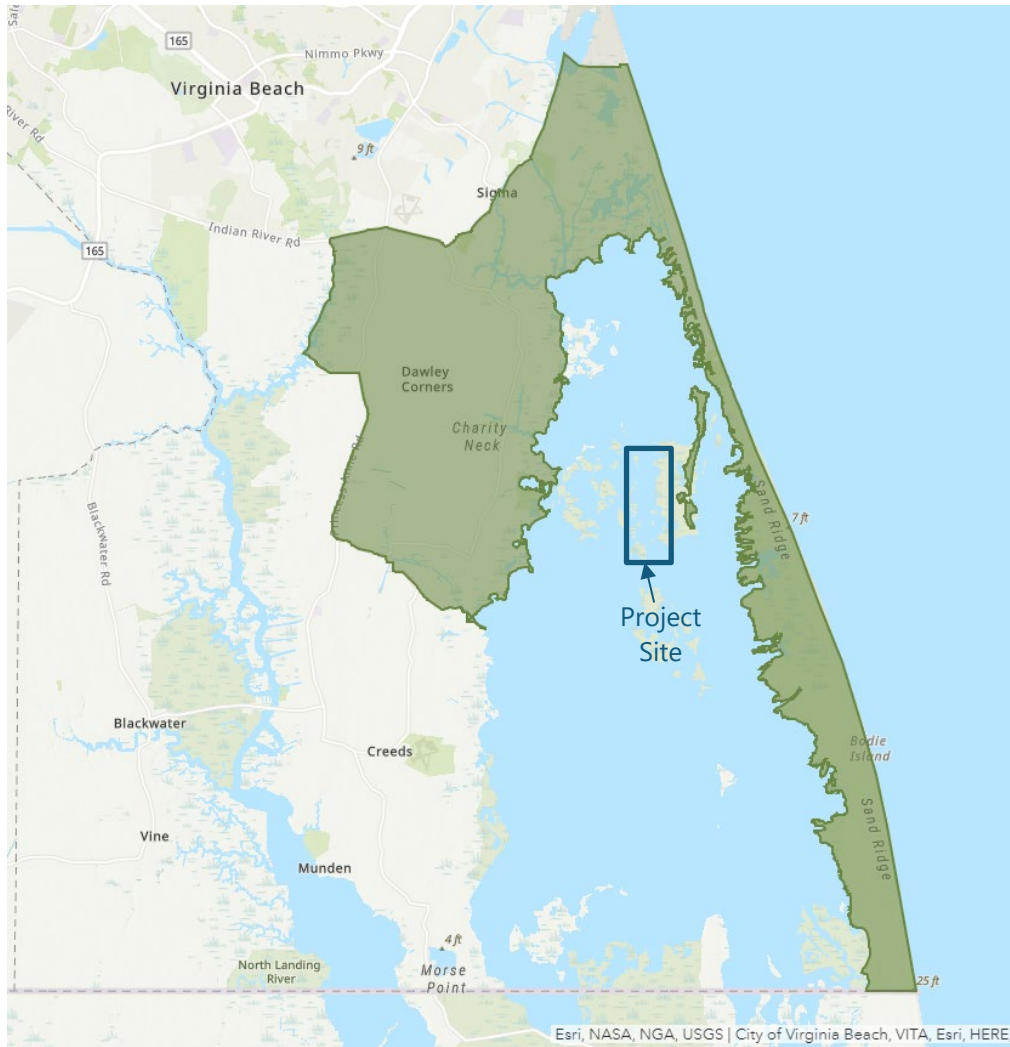 165
Nimmo Pkwy
Virginia Beach
River Rd
9 ft
Sigma
Indian River Rd
165
Dawley
Corners
Charity
Neck
Sand Ridge
7 ft
Blackwater Rd
Project
Site
Blackwater
Creeds
Bodie
Island
Sand Ridge
Vine
Munden
4 ft
North Landing
River
Morse
Point
25 ft
Esri, NASA, NGA, USGS | City of Virginia Beach, VITA, Esri, HERE